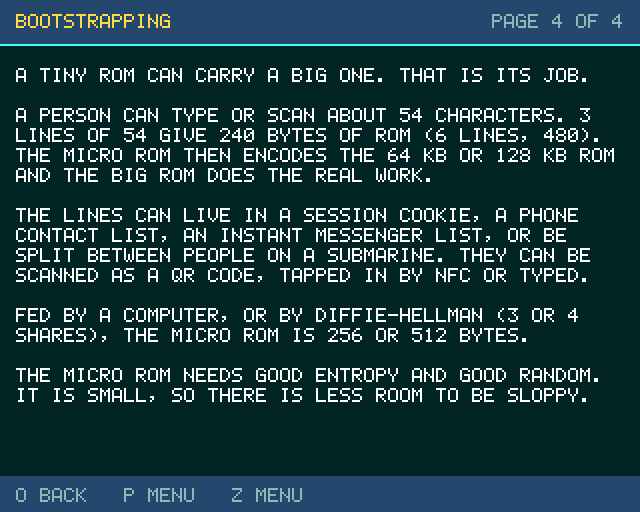 BOOTSTRAPPING
PAGE 4 OF 4
A TINY ROM CAN CARRY A BIG ONE. THAT IS ITS JOB.
A PERSON CAN TYPE OR SCAN ABOUT 54 CHARACTERS. 3
LINES OF 54 GIVE 240 BYTES OF ROM (6 LINES, 480).
THE MICRO ROM THEN ENCODES THE 64 KB OR 128 KB ROM
AND THE BIG ROM DOES THE REAL WORK.
THE LINES CAN LIVE IN A SESSION COOKIE, A PHONE
CONTACT LIST, AN INSTANT MESSENGER LIST, OR BE
SPLIT BETWEEN PEOPLE ON A SUBMARINE. THEY CAN BE
SCANNED AS A QR CODE, TAPPED IN BY NFC OR TYPED.
FED BY A COMPUTER, OR BY DIFFIE-HELLMAN (3 OR 4
SHARES), THE MICRO ROM IS 256 OR 512 BYTES.
THE MICRO ROM NEEDS GOOD ENTROPY AND GOOD RANDOM.
IT IS SMALL, SO THERE IS LESS ROOM TO BE SLOPPY.
O BACK   P MENU   Z MENU